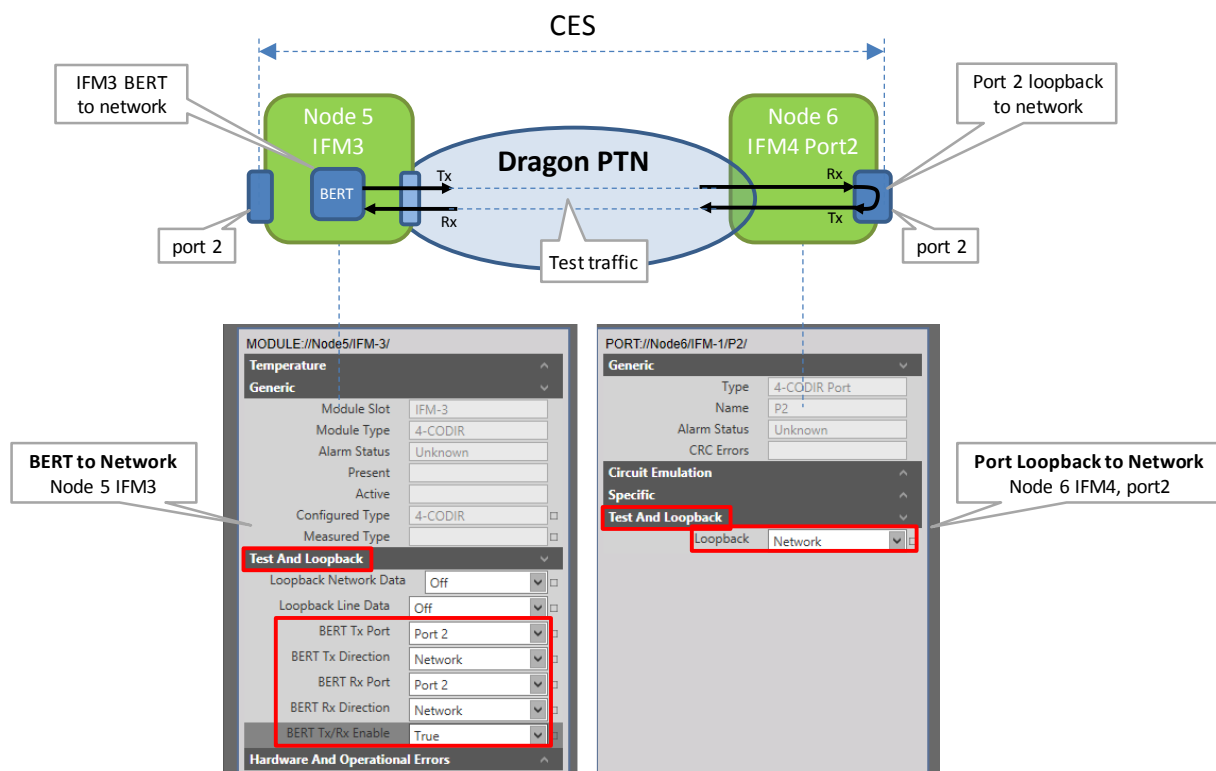 CES
IFM3 BERT
to network
Port 2 loopback
to network
Node 5
IFM3
Node 6
IFM4 Port2
Dragon PTN
BERT
Tx
Rx
Rx
Tx
port 2
Test traffic
port 2
MODULE://Node5/IFM-3/
Temperature
Generic
Module Slot IFM-3
Module Type 4-CODIR
Alarm Status Unknown
Present
Active
Configured Type 4-CODIR
Measured Type
Test And Loopback
Loopback Network Data Off
Loopback Line Data Off
BERT Tx Port Port 2
BERT Tx Direction Network
BERT Rx Port Port 2
BERT Rx Direction Network
BERT Tx/Rx Enable True
Hardware And Operational Errors
PORT://Node6/IFM-1/P2/
Generic
Type 4-CODIR Port
Name P2
Alarm Status Unknown
CRC Errors
Circuit Emulation
Specific
Test And Loopback
Loopback Network
BERT to Network
Node 5 IFM3
Port Loopback to Network
Node 6 IFM4, port2